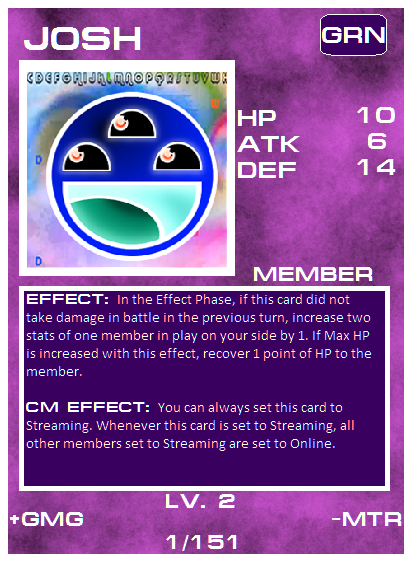 JOSH
GRN
CDEFGHIJHLMNOPQRSTUVWX
D
D
HP 10
ATK 6
DEF 14
MEMBER
EFFECT: In the Effect Phase, if this card did not
take damage in battle in the previous turn, increase two
stats of one member in play on your side by 1. If Max HP
is increased with this effect, recover 1 point of HP to the
member.
CM EFFECT: You can always set this card to
Streaming. Whenever this card is set to Streaming, all
other members set to Streaming are set to Online.
LV. 2
+GMG
-MTR
1/151